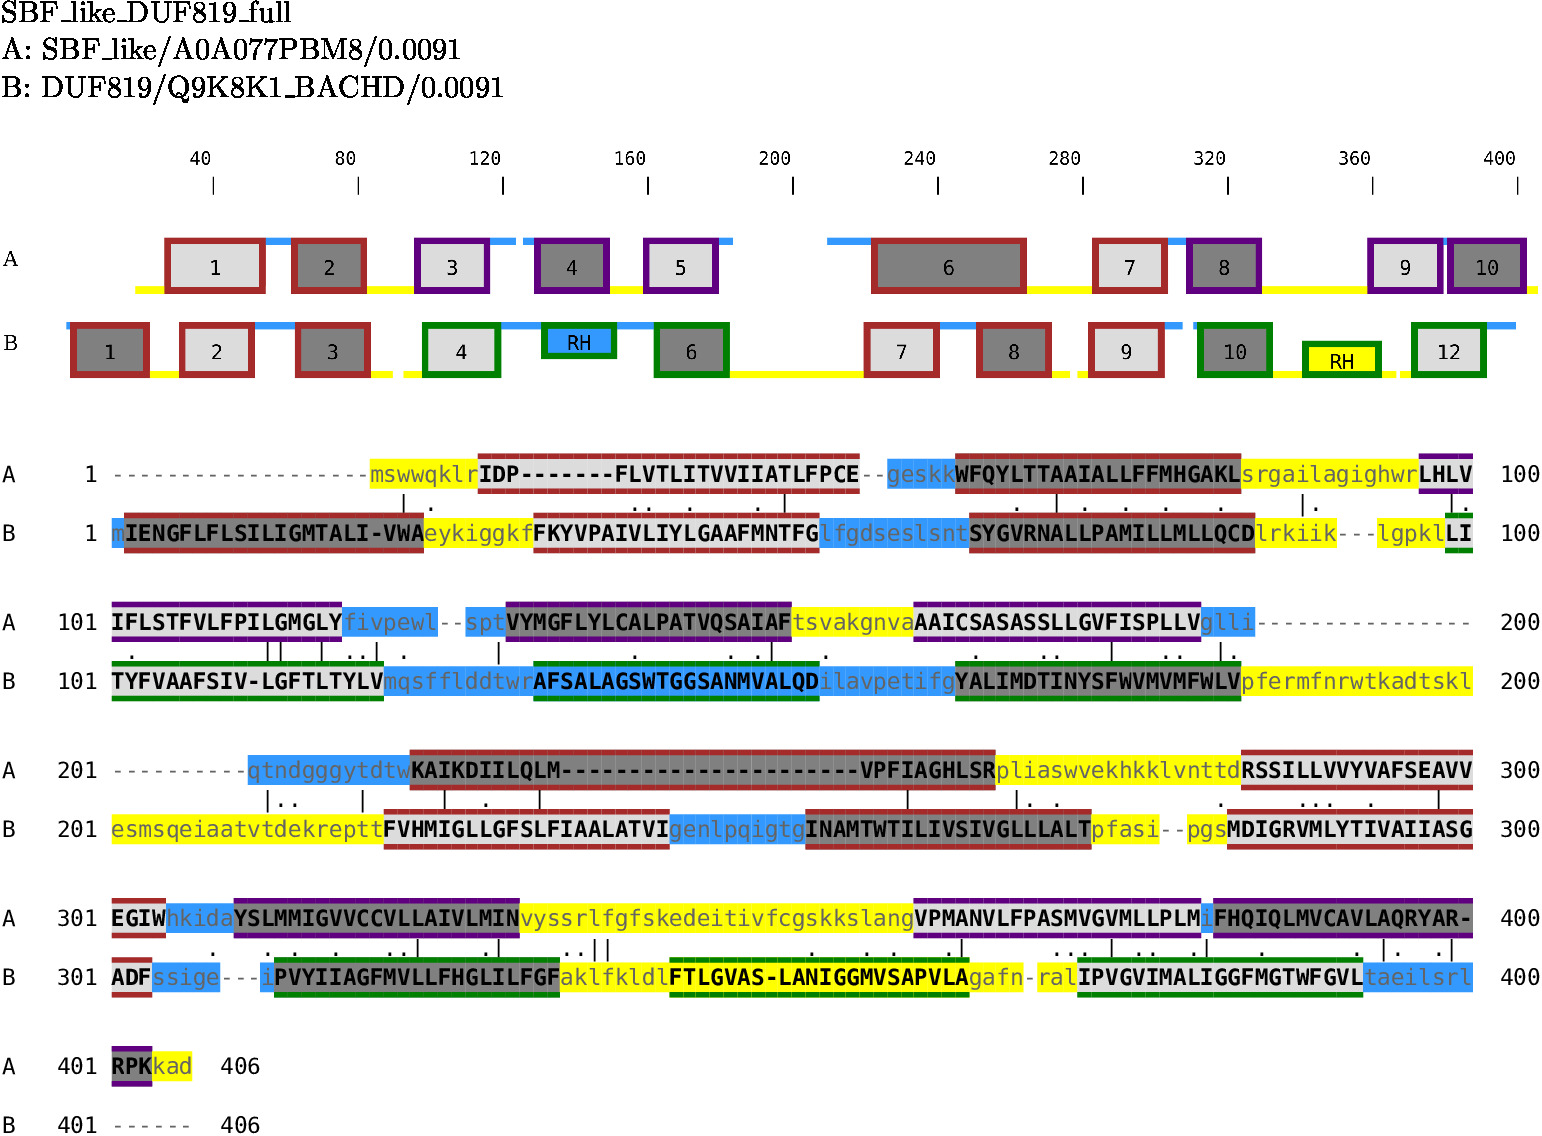 SBF_like_DUF819_full
A: SBF_like/A0A077PBM8/0.0091
B: DUF819/Q9K8K1_BACHD/0.0091
40 80 120 160 200 240 280 320 360 400
A 1 2 3 4 5 6 7 8 9 10
B 1 2 3 4 RH 6 7 8 9 10 RH 12
A 1 -------------------mswwqklrIDP-------FLVTLITVVIIATLFPCE--geskkWFQYLTTAAIALLFFMHGAKLsrgailagighwrLHLV 100
B 1 mIENGFLFLSILIGMTALI-VWAeykiggkfFKYVPAIVLIYLGAAFMNTFGlfgdseslsntSYGVRNALLPAMILLMLLQCDlrkiik---lgpklLI 100
A 101 IFLSTFVLFPILGMGLYfivpewl--sptVYMGFLYLCALPATVQSAIAFtsvakgnvaAAICSASASSLLGVFISPLLVglli---------------- 200
B 101 TYFVAAFSIV-LGFTLTYLVmqsfflddtwrAFSALAGSWTGGSANMVALQDilavpetifgYALIMDTINYSFWVMVMFWLVpfermfnrwtkadtskl 200
A 201 ----------qtndgggytdtwKAIKDIILQLM----------------------VPFIAGHLSRpliaswvekhkklvnttdRSSILLVVYVAFSEAVV 300
B 201 esmsqeiaatvtdekrepttFVHMIGLLGFSLFIAALATVIgenlpqigtgINAMTWTILIVSIVGLLLALTpfasi--pgsMDIGRVMLYTIVAIIASG 300
A 301 EGIWhkidaYSLMMIGVVCCVLLAIVLMINvyssrlfgfskedeitivfcgskkslangVPMANVLFPASMVGVMLLPLMiFHQIQLMVCAVLAQRYAR- 400
B 301 ADFssige---iPVYIIAGFMVLLFHGLILFGFaklfkldlFTLGVAS-LANIGGMVSAPVLAgafn-ralIPVGVIMALIGGFMGTWFGVLtaeilsrl 400
A 401 RPKkad 406
B 401 ------ 406